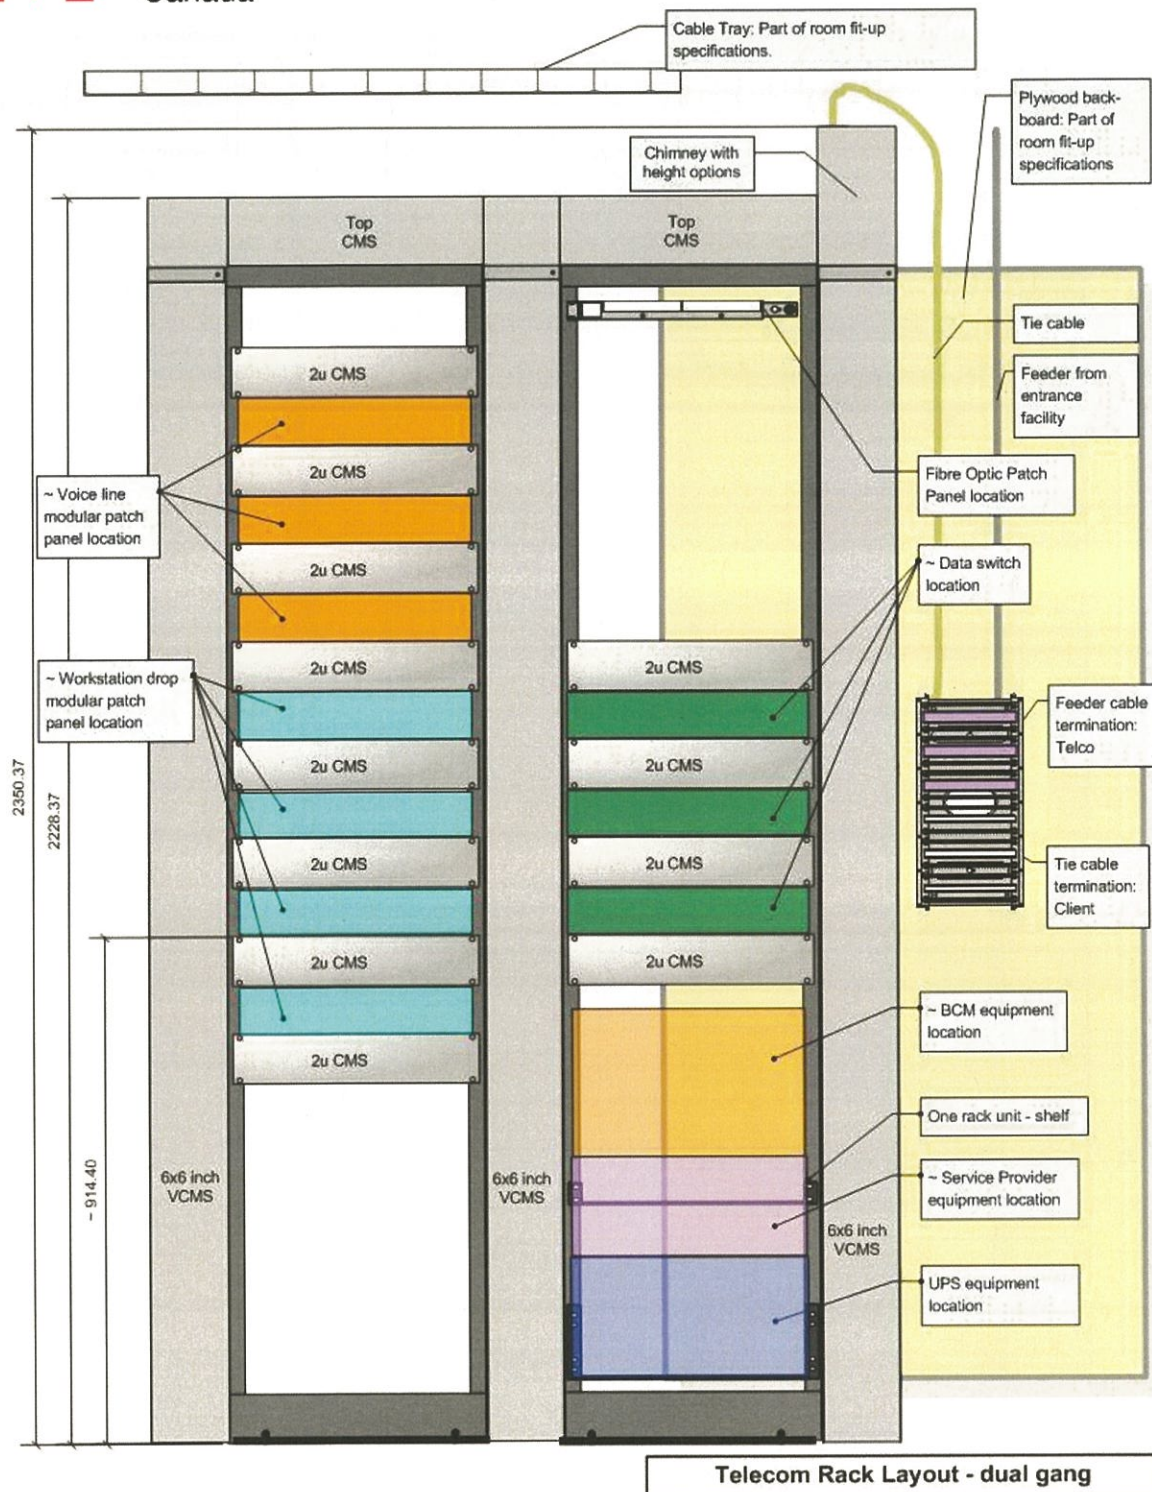 Canada
Cable Tray: Part of room fit-up
specifications.
Plywood back-
board: Part of
room fit-up
specifications
Chimney with
height options
Top
CMS
Top
CMS
Tie cable
Feeder from
entrance
facility
2u CMS
2u CMS
~ Voice line
modular patch
panel location
Fibre Optic Patch
Panel location
2u CMS
~ Data switch
location
2u CMS
2u CMS
~ Workstation drop
modular patch
panel location
Feeder cable
termination:
Telco
2350.37
2228.37
2u CMS
2u CMS
2u CMS
2u CMS
Tie cable
termination:
Client
2u CMS
2u CMS
~ BCM equipment
location
2u CMS
One rack unit - shelf
~ 914.40
6x6 inch
VCMS
6x6 inch
VCMS
~ Service Provider
equipment location
6x6 inch
VCMS
UPS equipment
location
Telecom Rack Layout - dual gang